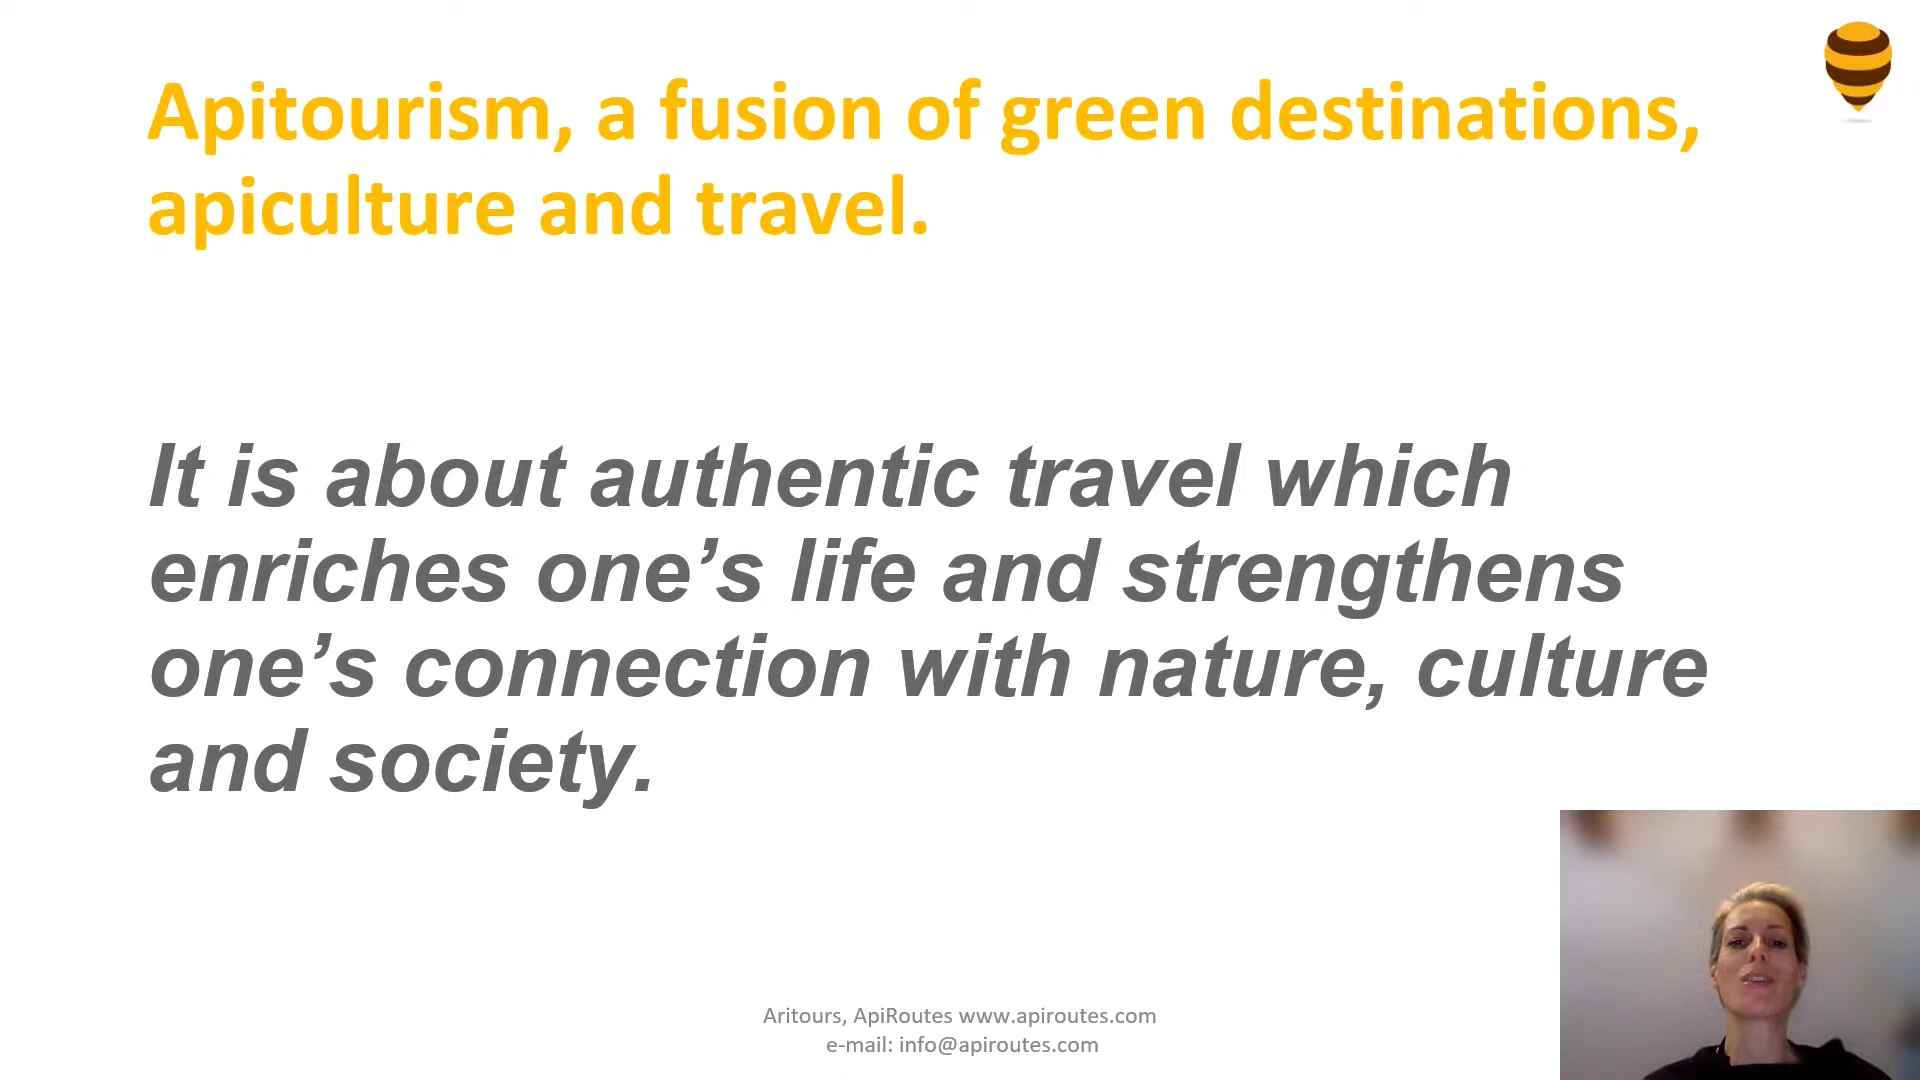 Apitourism, a fusion of green destinations,
apiculture and travel.
It is about authentic travel which
enriches one’s life and strengthens
one’s connection with nature, culture
and society.
Aritours, ApiRoutes www.apiroutes.com
e-mail: info@apiroutes.com